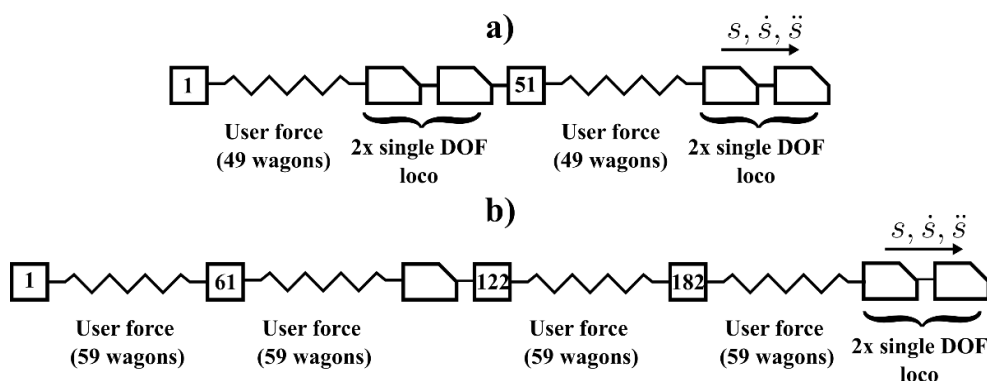 a)
s, ṡ, s̈
1
51
User force
(49 wagons)
2x single DOF
loco
User force
(49 wagons)
2x single DOF
loco
b)
s, ṡ, s̈
1
61
122
182
User force
(59 wagons)
User force
(59 wagons)
User force
(59 wagons)
User force
(59 wagons)
2x single DOF
loco